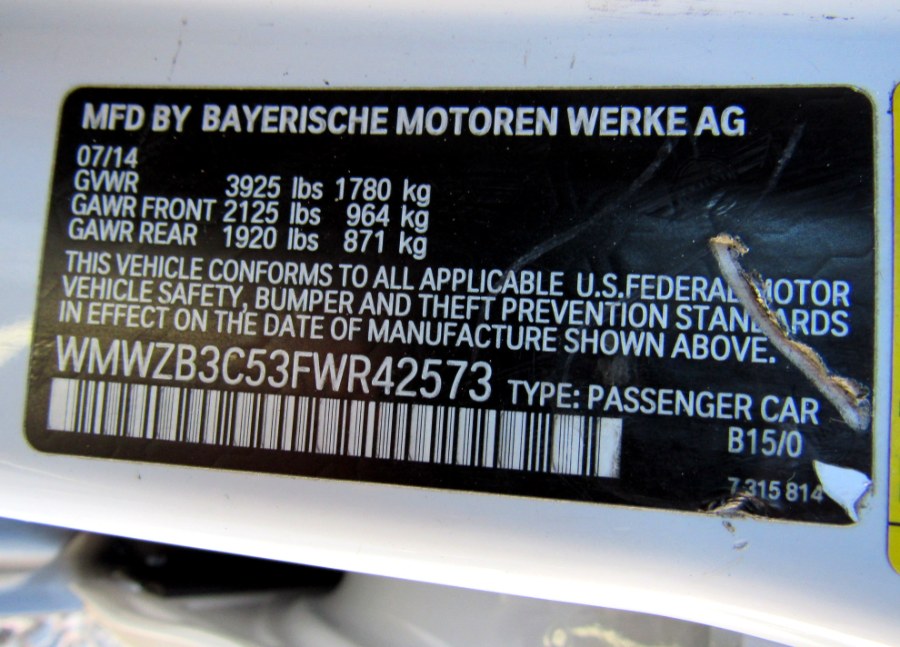 MFD BY BAYERISCHE MOTOREN WERKE AG
07/14
GVWR 3925 lbs 1780 kg
GAWR FRONT 2125 lbs 964 kg
GAWR REAR 1920 lbs 871 kg
THIS VEHICLE CONFORMS TO ALL APPLICABLE U.S.FEDERAL MOTOR
VEHICLE SAFETY, BUMPER AND THEFT PREVENTION STANDARDS
IN EFFECT ON THE DATE OF MANUFACTURE SHOWN ABOVE.
WMWZB3C53FWR42573 TYPE: PASSENGER CAR
B15/0
7 315 814